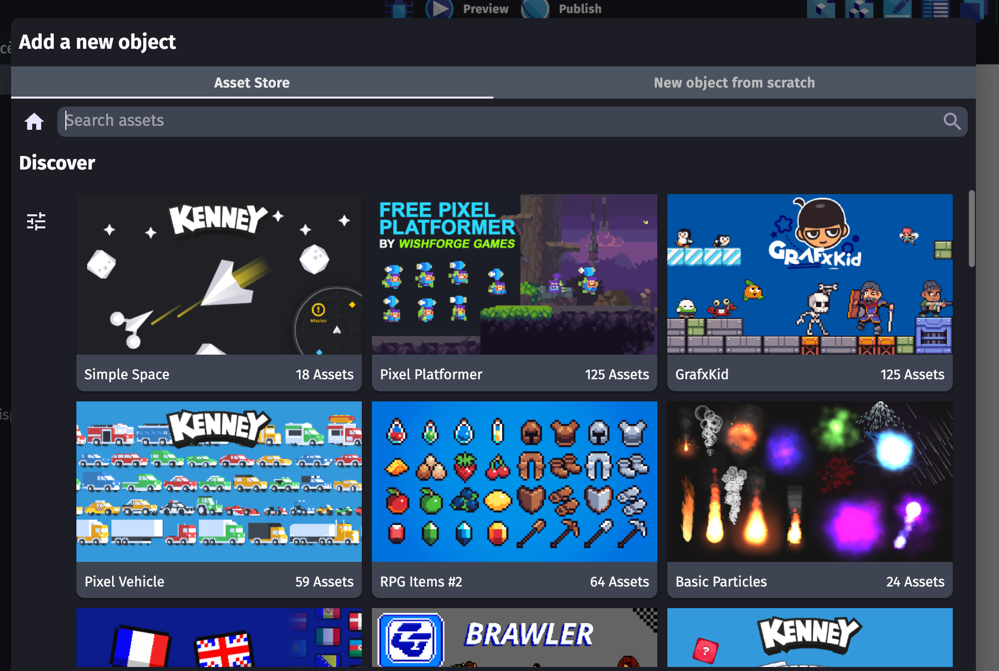 Preview
Publish
Add a new object
Asset Store
New object from scratch
Search assets
Discover
KENNEY
Mission
Simple Space
18 Assets
FREE PIXEL
PLATFORMER
BY WISHFORGE GAMES
Pixel Platformer
125 Assets
GRAFXKID
GrafxKid
125 Assets
KENNEY
Pixel Vehicle
59 Assets
RPG Items #2
64 Assets
Basic Particles
24 Assets
BRAWLER
KENNEY
?